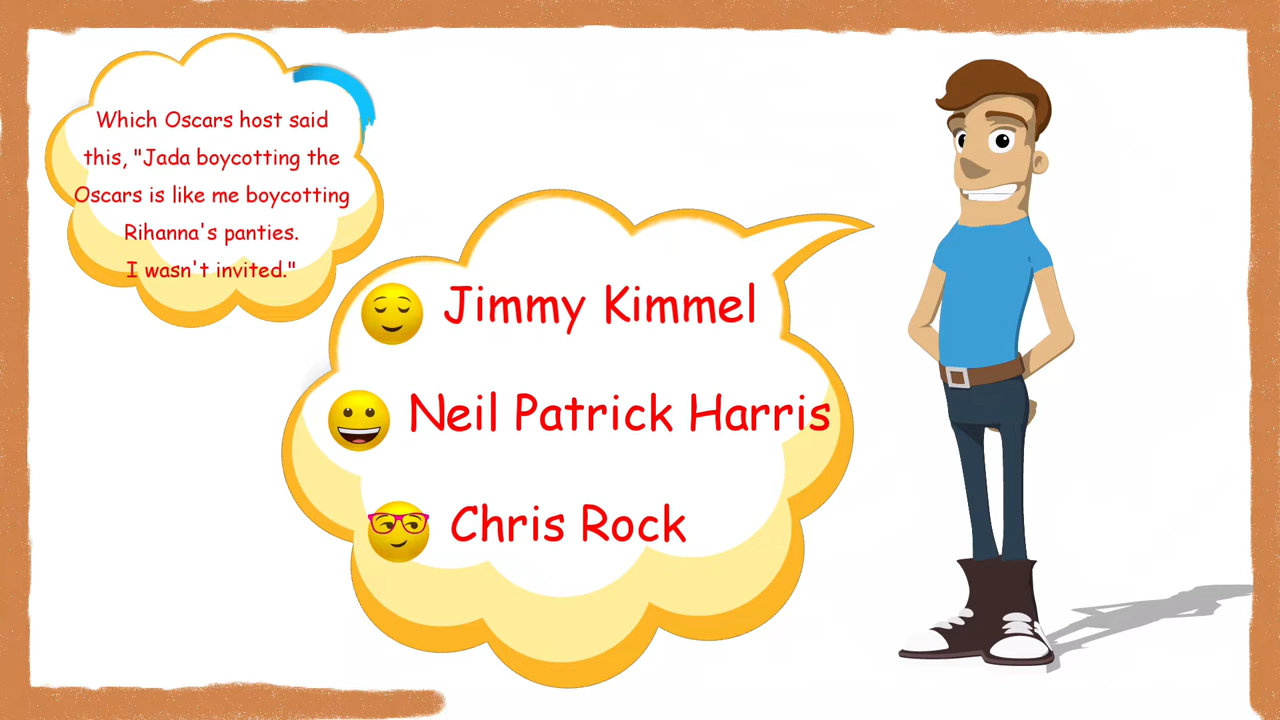 Which Oscars host said
this, "Jada boycotting the
Oscars is like me boycotting
Rihanna's panties.
I wasn't invited."
Jimmy Kimmel
Neil Patrick Harris
Chris Rock